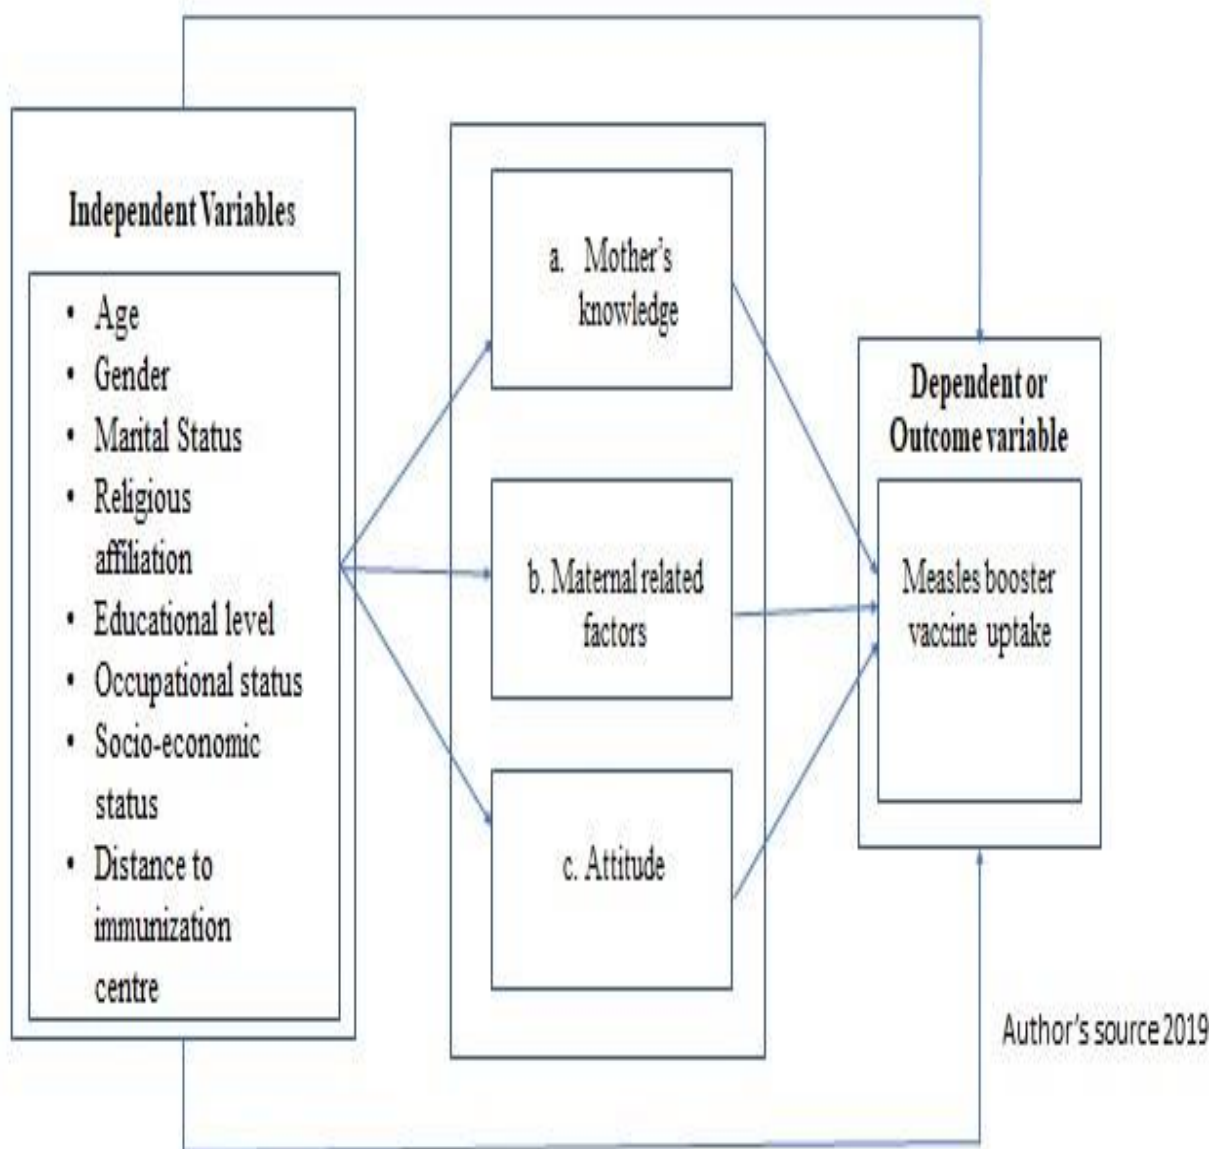 Independent Variables
• Age
• Gender
• Marital Status
• Religious
affiliation
• Educational level
• Occupational status
• Socio-economic
status
• Distance to
immunization
centre
a. Mother's
knowledge
b. Maternal related
factors
c. Attitude
Dependent or
Outcome variable
Measles booster
vaccine uptake
Author's source 2019